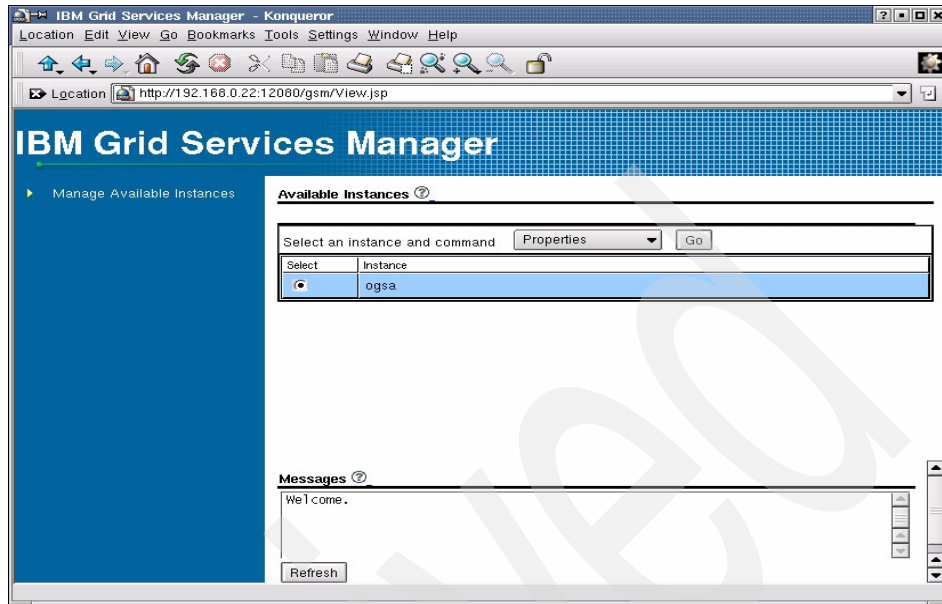 IBM Grid Services Manager - Konqueror
Location Edit View Go Bookmarks Tools Settings Window Help
Location http://192.168.0.22:12080/gsm/View.jsp
IBM Grid Services Manager
Manage Available Instances
Available Instances ?
Select an instance and command Properties Go
Select Instance
ogsa
Messages ?
Welcome.
Refresh